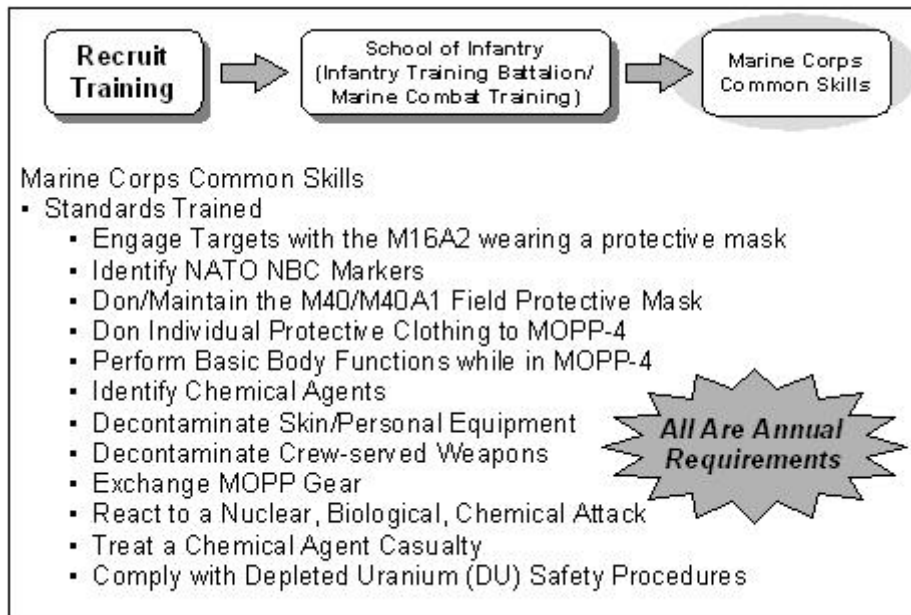 Recruit
Training
School of Infantry
(Infantry Training Battalion/
Marine Combat Training)
Marine Corps
Common Skills
Marine Corps Common Skills
▪ Standards Trained
▪ Engage Targets with the M16A2 wearing a protective mask
▪ Identify NATO NBC Markers
▪ Don/Maintain the M40/M40A1 Field Protective Mask
▪ Don Individual Protective Clothing to MOPP-4
▪ Perform Basic Body Functions while in MOPP-4
▪ Identify Chemical Agents
▪ Decontaminate Skin/Personal Equipment
▪ Decontaminate Crew-served Weapons
▪ Exchange MOPP Gear
▪ React to a Nuclear, Biological, Chemical Attack
▪ Treat a Chemical Agent Casualty
▪ Comply with Depleted Uranium (DU) Safety Procedures
All Are Annual
Requirements